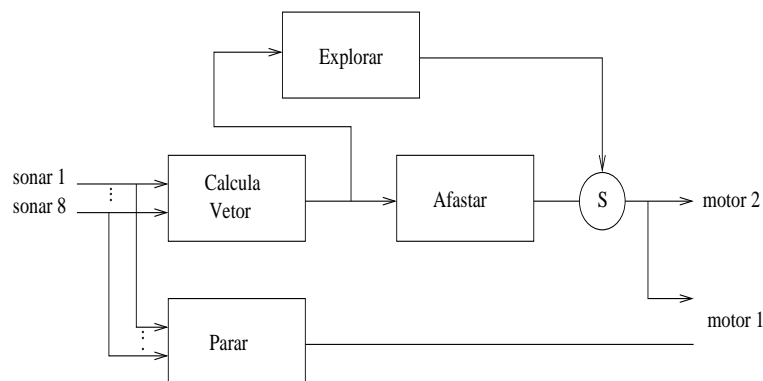 Explorar
sonar 1
sonar 8
Calcula
Vetor
Afastar
S
motor 2
motor 1
Parar